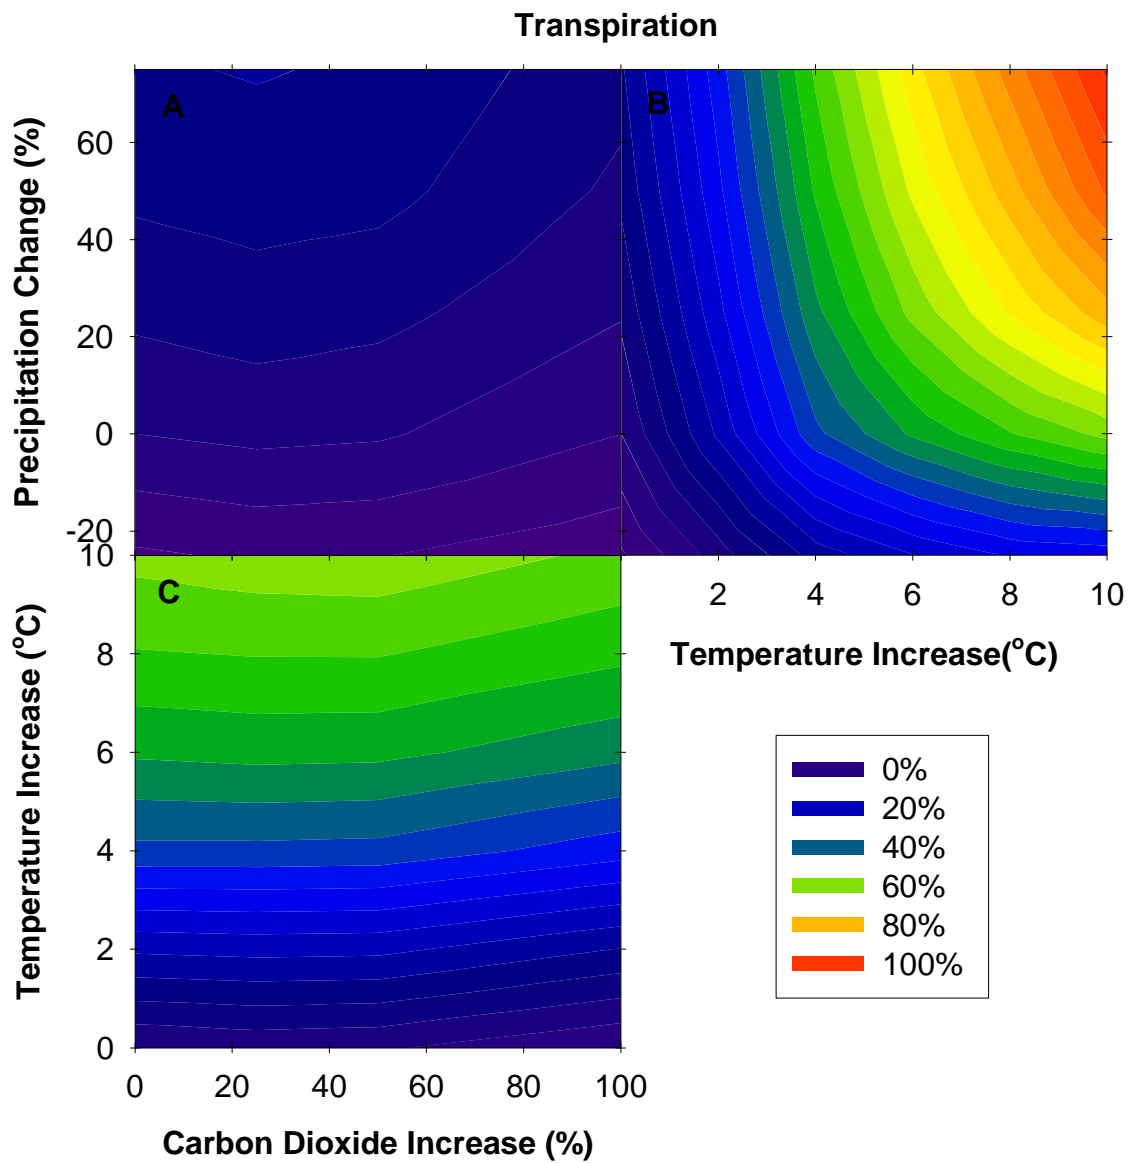 Transpiration
A
B
Precipitation Change (%)
60
40
20
0
-20
C
Temperature Increase (°C)
10
8
6
4
2
0
2 4 6 8 10
Temperature Increase(°C)
0%
20%
40%
60%
80%
100%
0 20 40 60 80 100
Carbon Dioxide Increase (%)